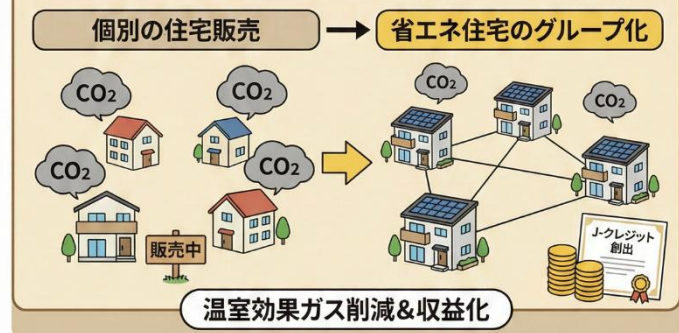 個別の住宅販売
省エネ住宅のグループ化
CO₂
CO₂
CO₂
CO₂
販売中
CO₂
CO₂
J-クレジット
創出
温室効果ガス削減&収益化